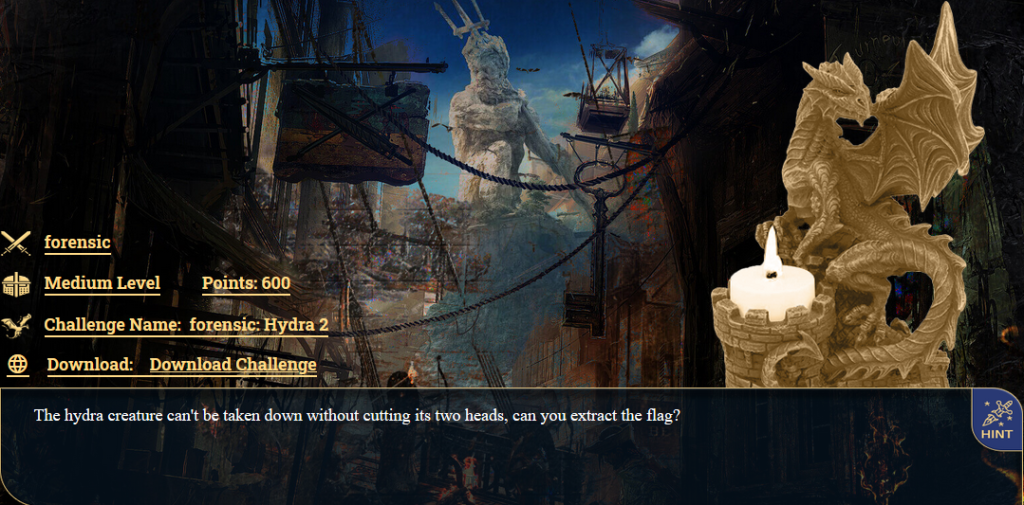 forensic
Medium Level Points: 600
Challenge Name: forensic: Hydra 2
Download: Download Challenge
The hydra creature can't be taken down without cutting its two heads, can you extract the flag?
HINT